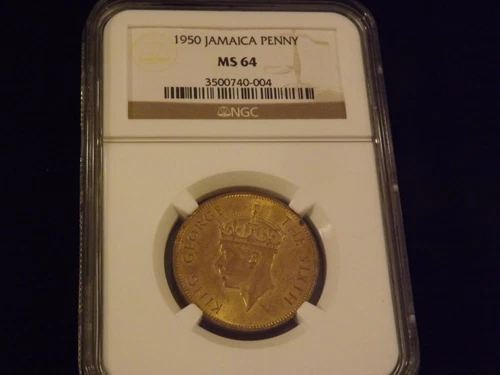 1950 JAMAICA PENNY
MS 64
3500740-004
NGC
KING GEORGE THE SIXTH